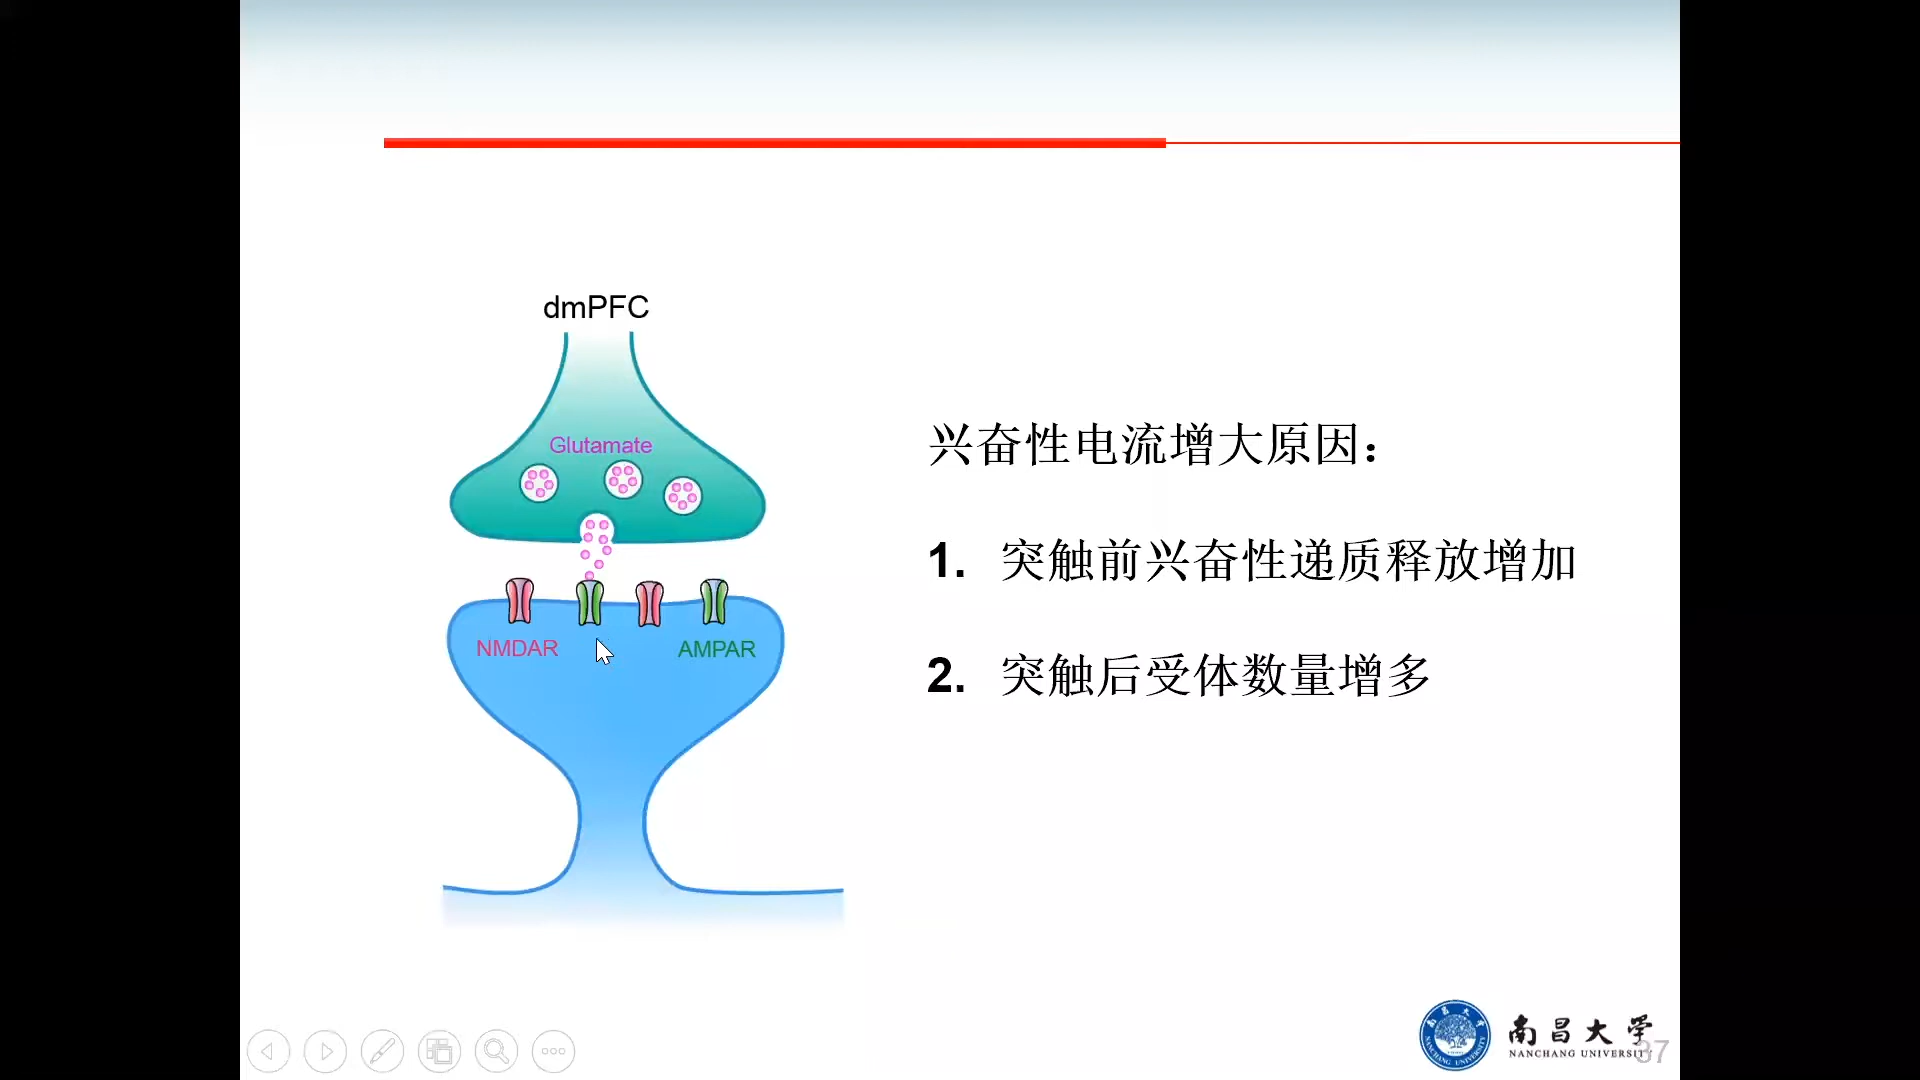 dmPFC
Glutamate
NMDAR
AMPAR
兴奋性电流增大原因：
1. 突触前兴奋性递质释放增加
2. 突触后受体数量增多
南昌大学
NANCHANG UNIVERSITY
37